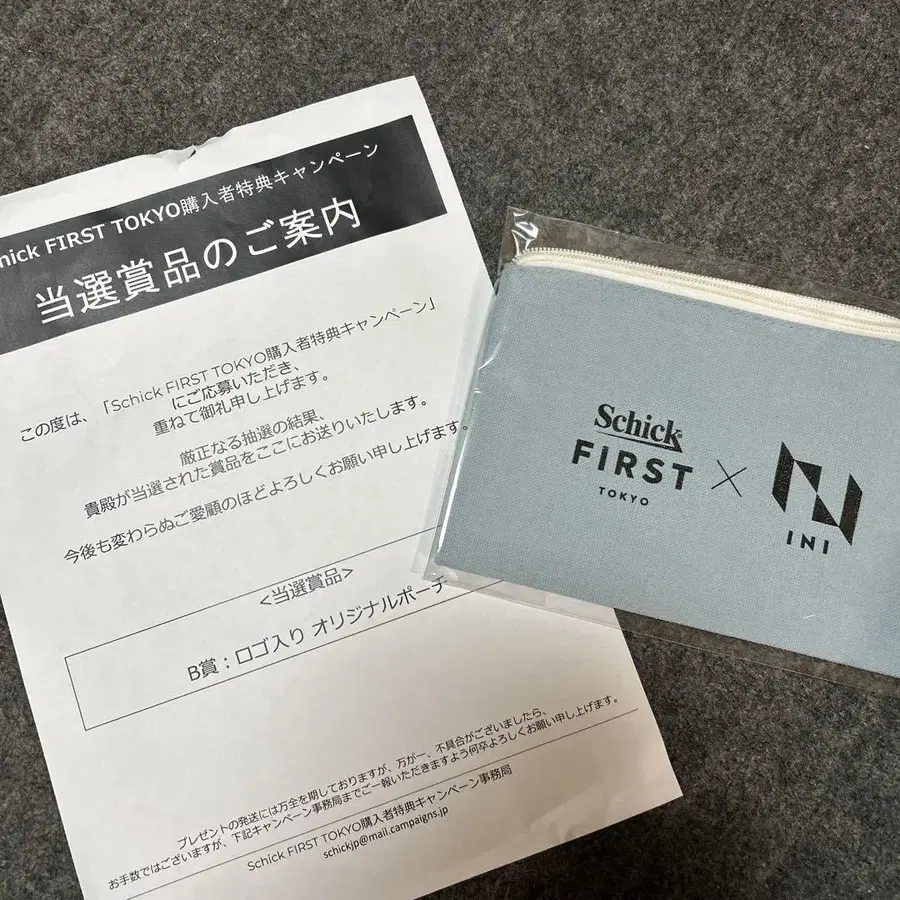 hick FIRST TOKYO購入者特典キャンペーン
当選賞品のご案内
この度は、「Schick FIRST TOKYO購入者特典キャンペーン」
にご応募いただき、
重ねて御礼申し上げます。
厳正なる抽選の結果、
貴殿が当選された賞品をここにお送りいたします。
今後も変わらぬご愛顧のほどよろしくお願い申し上げます。
<当選賞品>
B賞：ロゴ入り オリジナルポーチ
プレゼントの発送には万全を期しておりますが、万が一、不具合がございましたら、
お手数ではございますが、下記キャンペーン事務局までご一報いただきますよう何卒よろしくお願い申し上げます。
Schick FIRST TOKYO購入者特典キャンペーン事務局
schickjp@mail.campaigns.jp
Schick
FIRST
TOKYO
×
INI